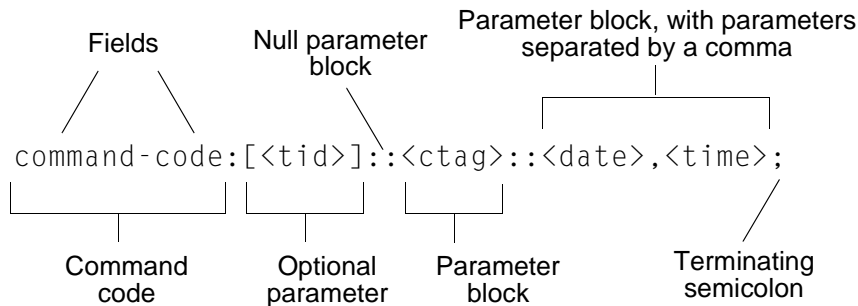 Fields
Null parameter
block
Parameter block, with parameters
separated by a comma
command-code:[<tid>]::<ctag>::<date>,<time>;
Command
code
Optional
parameter
Parameter
block
Terminating
semicolon